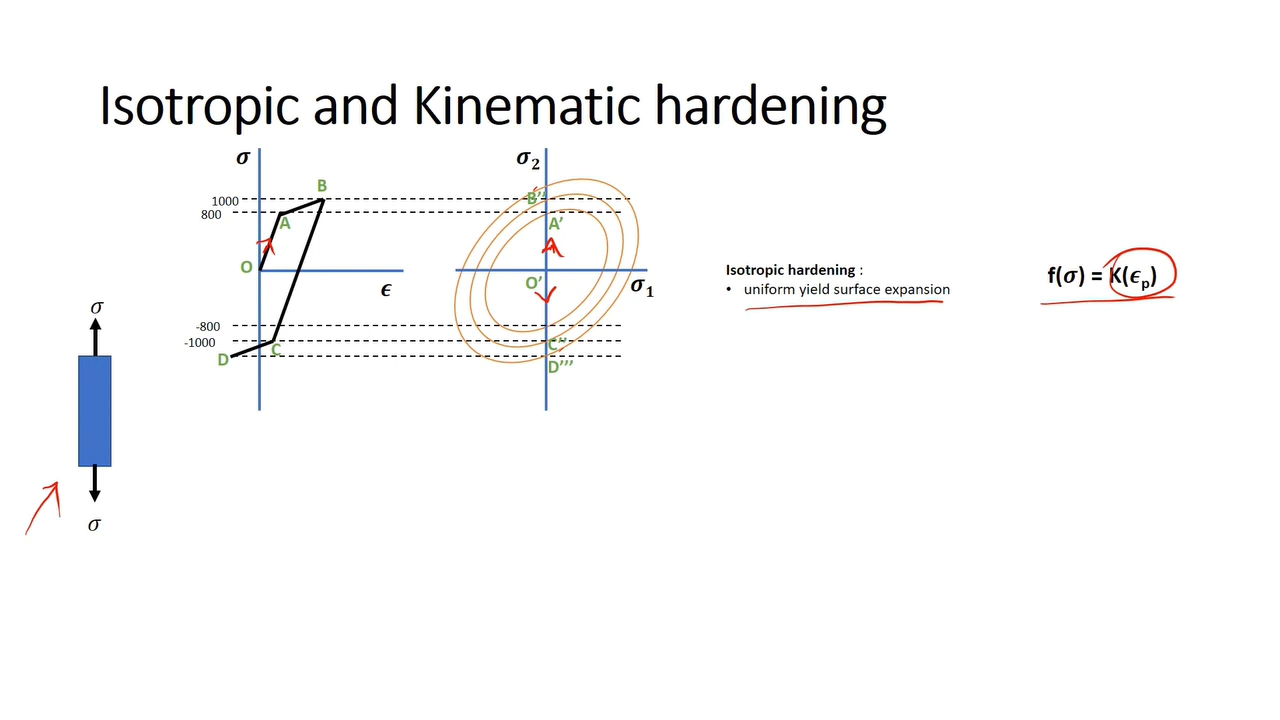 Isotropic and Kinematic hardening
σ
σ₂
B
1000
B''
800
A
A'
O
O'
σ₁
ϵ
Isotropic hardening :
• uniform yield surface expansion
f(σ) = K(ϵₚ)
σ
-800
-1000
C
C''
D
D'''
σ